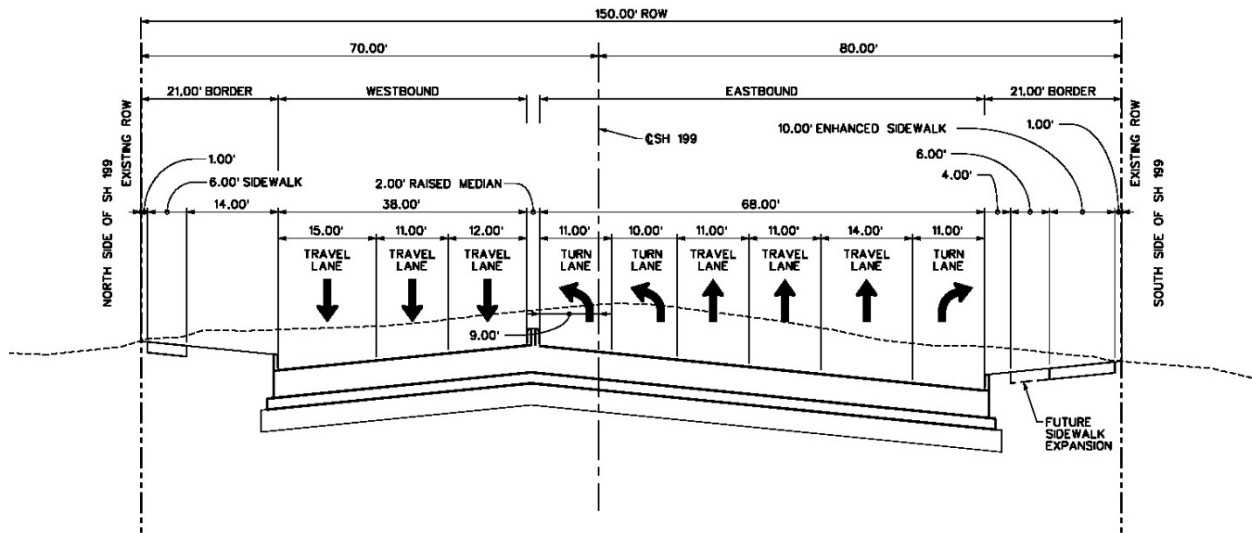 150.00' ROW
70.00'
80.00'
21.00' BORDER
WESTBOUND
EASTBOUND
21.00' BORDER
NORTH SIDE OF SH 199
EXISTING ROW
1.00'
6.00' SIDEWALK
14.00'
2.00' RAISED MEDIAN
38.00'
℄SH 199
68.00'
10.00' ENHANCED SIDEWALK
1.00'
6.00'
4.00'
EXISTING ROW
SOUTH SIDE OF SH 199
15.00'
11.00'
12.00'
11.00'
10.00'
11.00'
11.00'
14.00'
11.00'
TRAVEL
LANE
TRAVEL
LANE
TRAVEL
LANE
TURN
LANE
TURN
LANE
TRAVEL
LANE
TRAVEL
LANE
TRAVEL
LANE
TURN
LANE
9.00'
FUTURE
SIDEWALK
EXPANSION